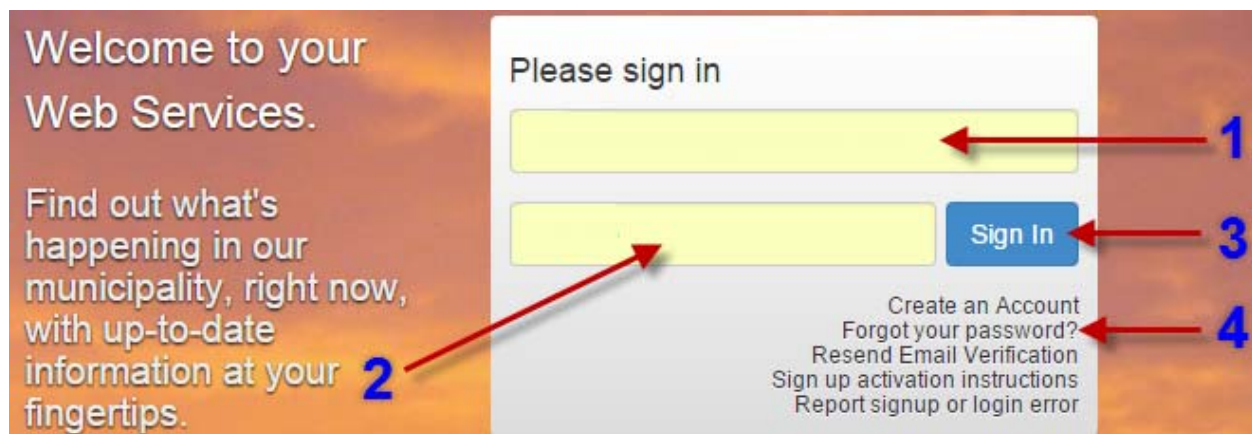 Welcome to your
Web Services.
Find out what's
happening in our
municipality, right now,
with up-to-date
information at your
fingertips.
Please sign in
1
2
Sign In
3
Create an Account
Forgot your password?
4
Resend Email Verification
Sign up activation instructions
Report signup or login error